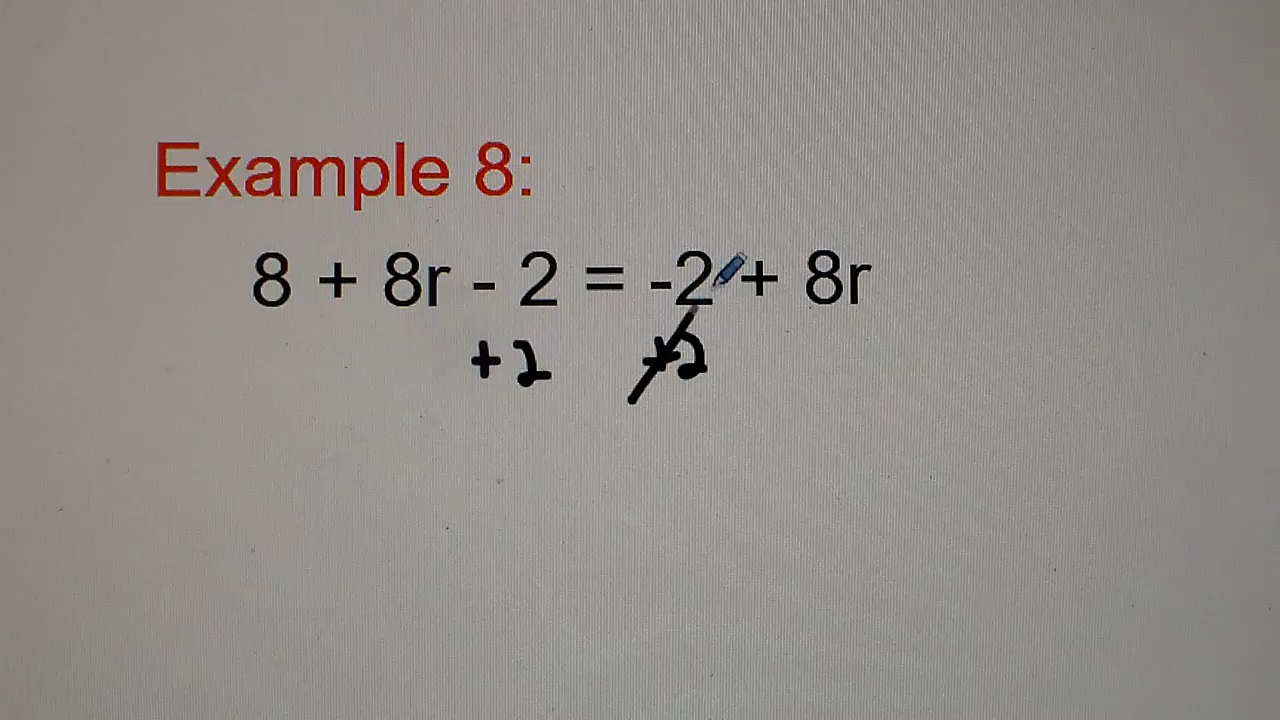 Example 8:
8 + 8r - 2 = -2 + 8r
+2 +2